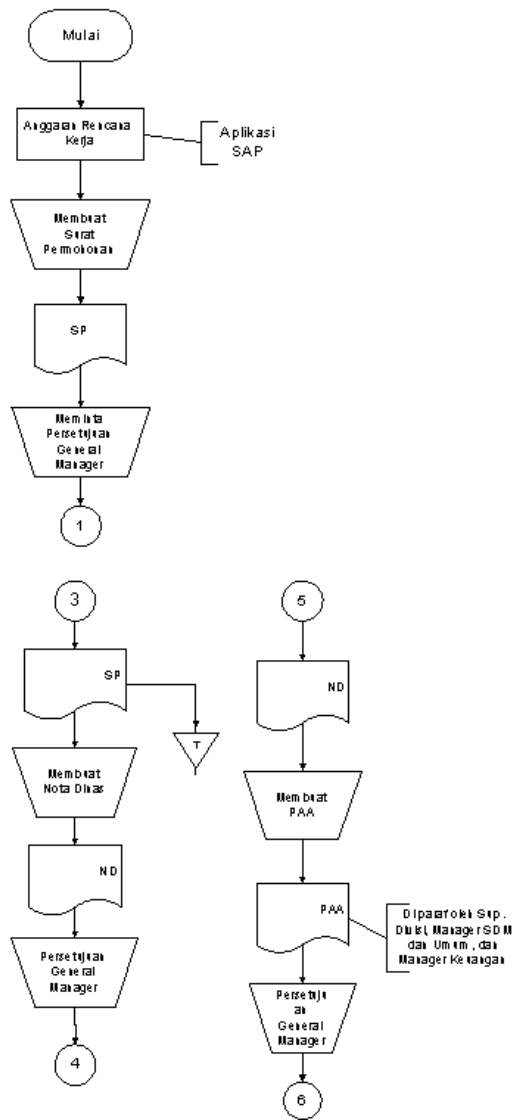 Mulai
Anggaran Rencana
Kerja
Aplikasi
SAP
Membuat
Surat
Permohonan
SP
Meminta
Persetujuan
General
Manager
1
3
SP
T
Membuat
Nota Dinas
ND
Persetujuan
General
Manager
4
5
ND
Membuat
PAA
PAA
Diparaf oleh Sup.
Divisi, Manager SDM
dan Umum, dan
Manager Keuangan
Persetuju
an
General
Manager
6